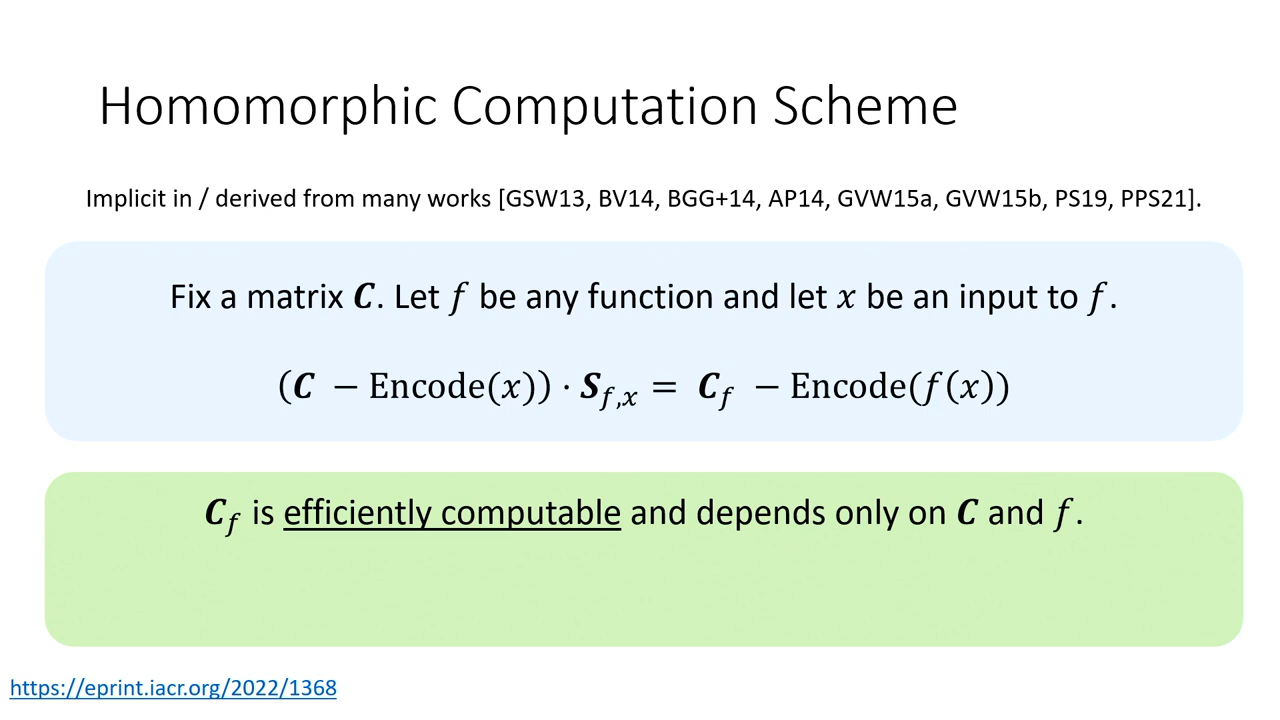 Homomorphic Computation Scheme
Implicit in / derived from many works [GSW13, BV14, BGG+14, AP14, GVW15a, GVW15b, PS19, PPS21].
Fix a matrix 𝑪. Let 𝑓 be any function and let 𝑥 be an input to 𝑓.
(𝑪 − Encode(𝑥)) · 𝑺_{𝑓,𝑥} = 𝑪_𝑓 − Encode(𝑓(𝑥))
𝑪_𝑓 is efficiently computable and depends only on 𝑪 and 𝑓.
https://eprint.iacr.org/2022/1368